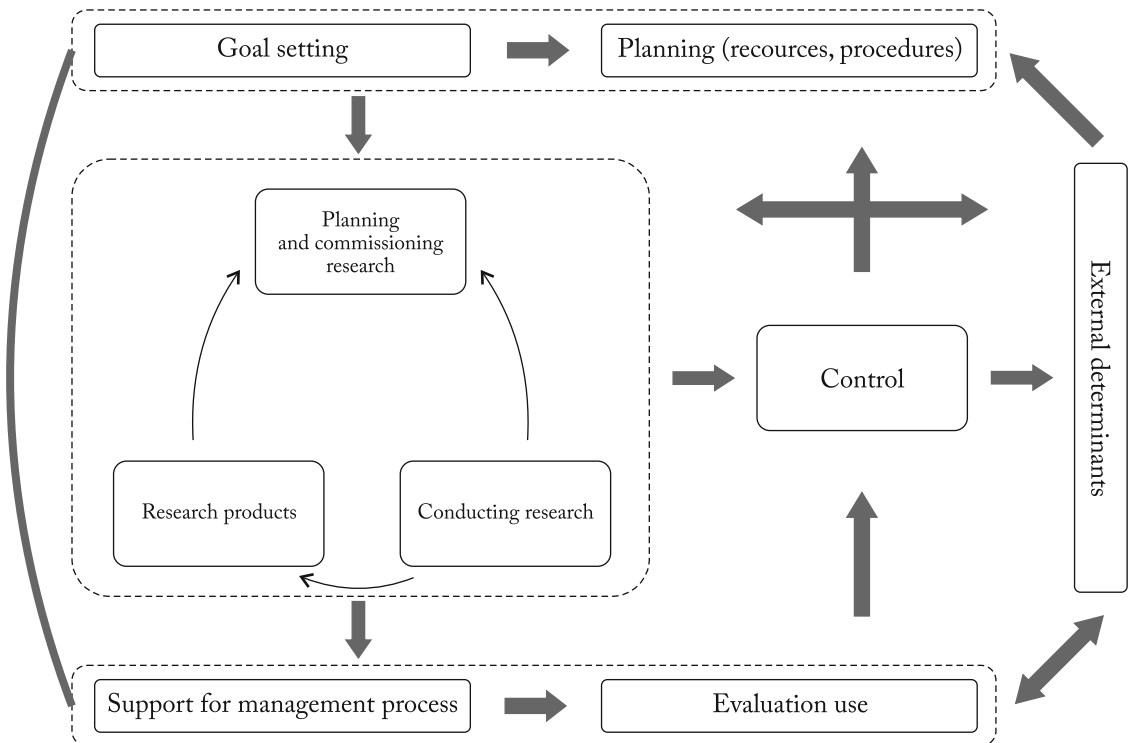 Goal setting
Planning (recources, procedures)
Planning
and commissioning
research
External determinants
Control
Research products
Conducting research
Support for management process
Evaluation use